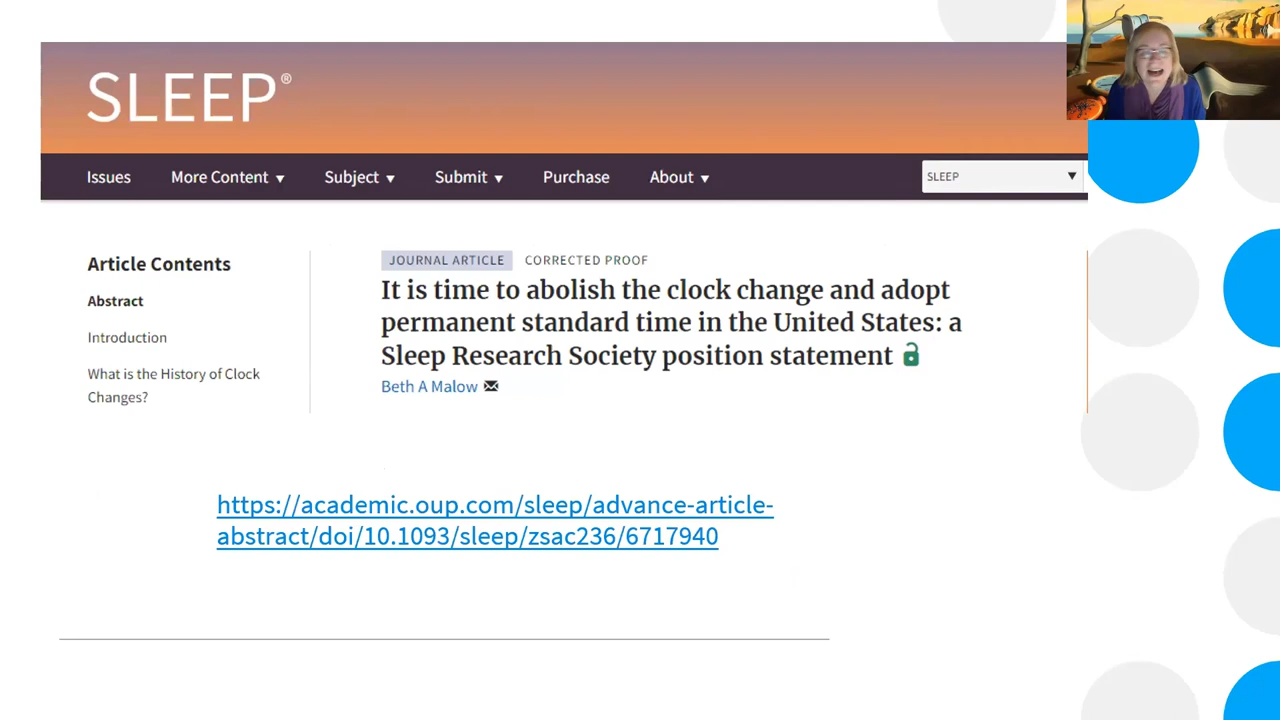 SLEEP®
Issues
More Content
Subject
Submit
Purchase
About
SLEEP
Article Contents
Abstract
Introduction
What is the History of Clock
Changes?
JOURNAL ARTICLE
CORRECTED PROOF
It is time to abolish the clock change and adopt
permanent standard time in the United States: a
Sleep Research Society position statement
Beth A Malow
https://academic.oup.com/sleep/advance-article-
abstract/doi/10.1093/sleep/zsac236/6717940